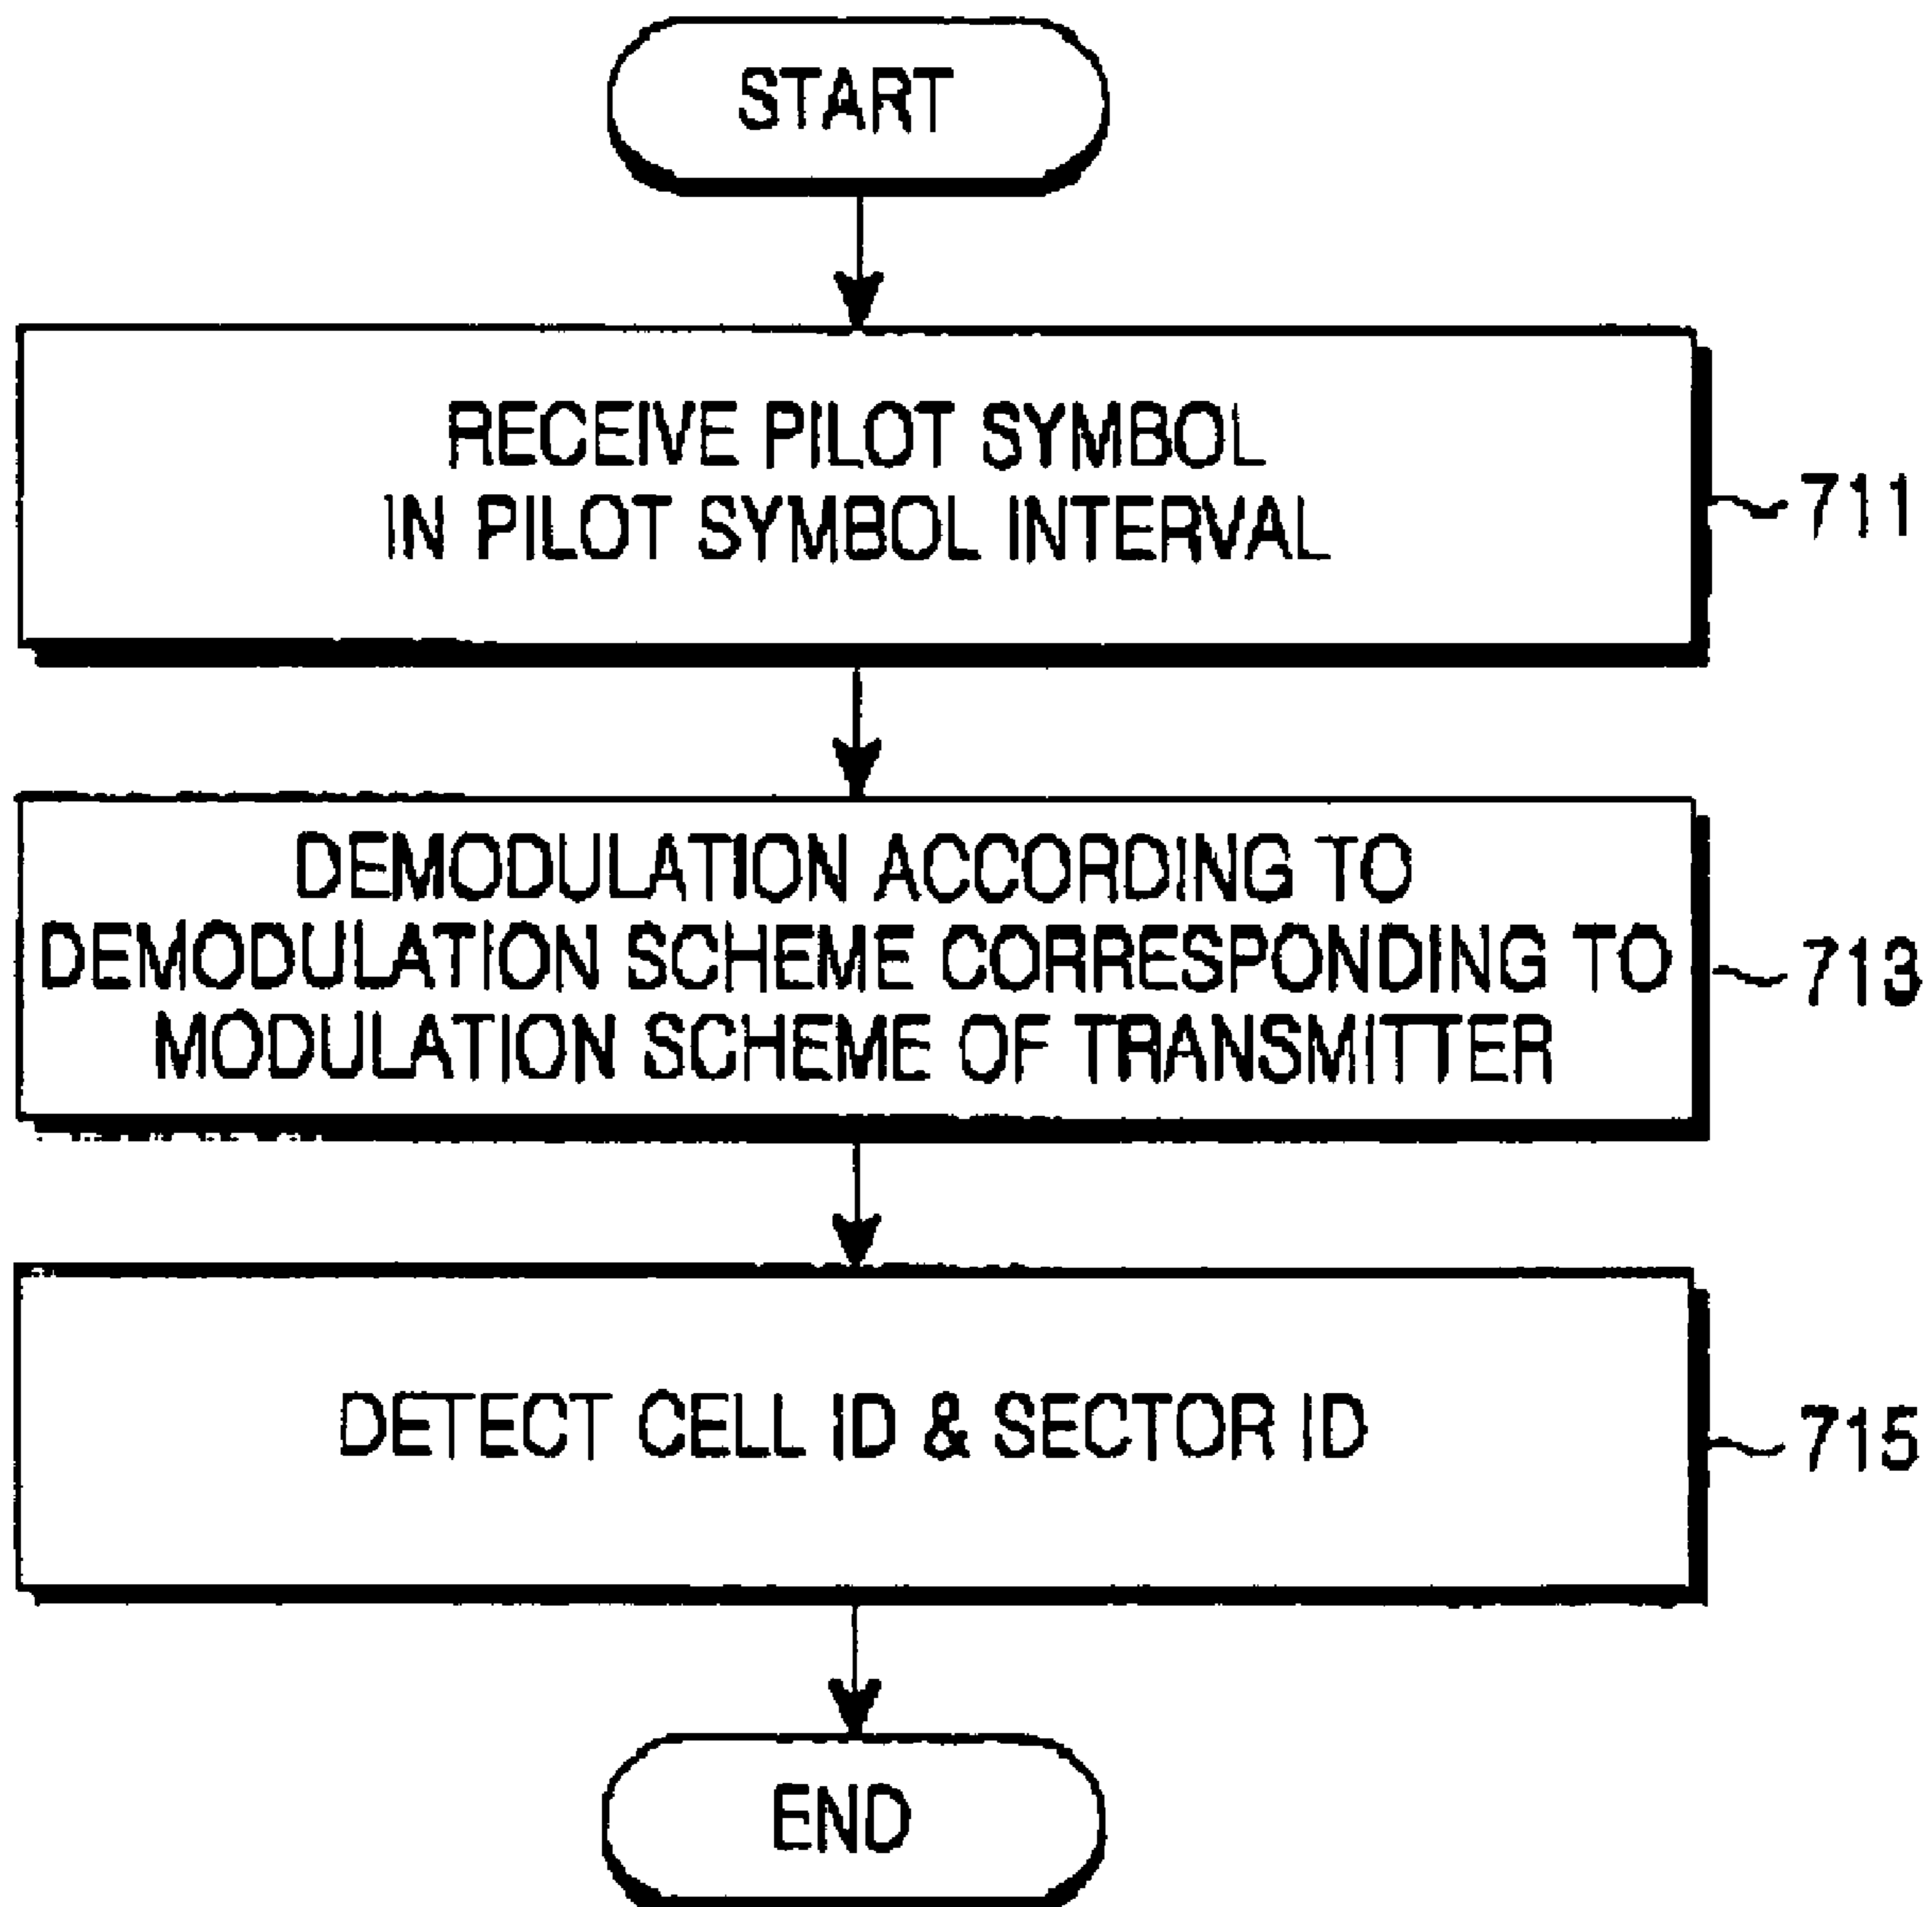 START
RECEIVE PILOT SYMBOL
IN PILOT SYMBOL INTERVAL
711
DEMODULATION ACCORDING TO
DEMODULATION SCHEME CORRESPONDING TO
MODULATION SCHEME OF TRANSMITTER
713
DETECT CELL ID & SECTOR ID
715
END